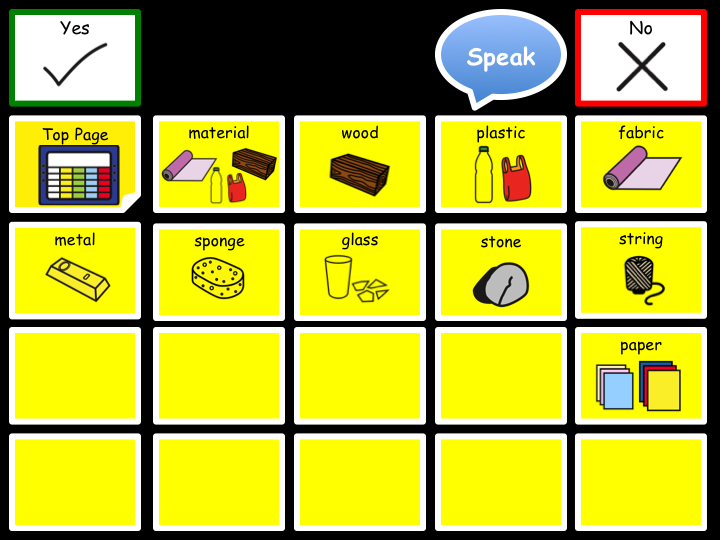 Yes
Speak
No
Top Page
material
wood
plastic
fabric
metal
sponge
glass
stone
string
paper